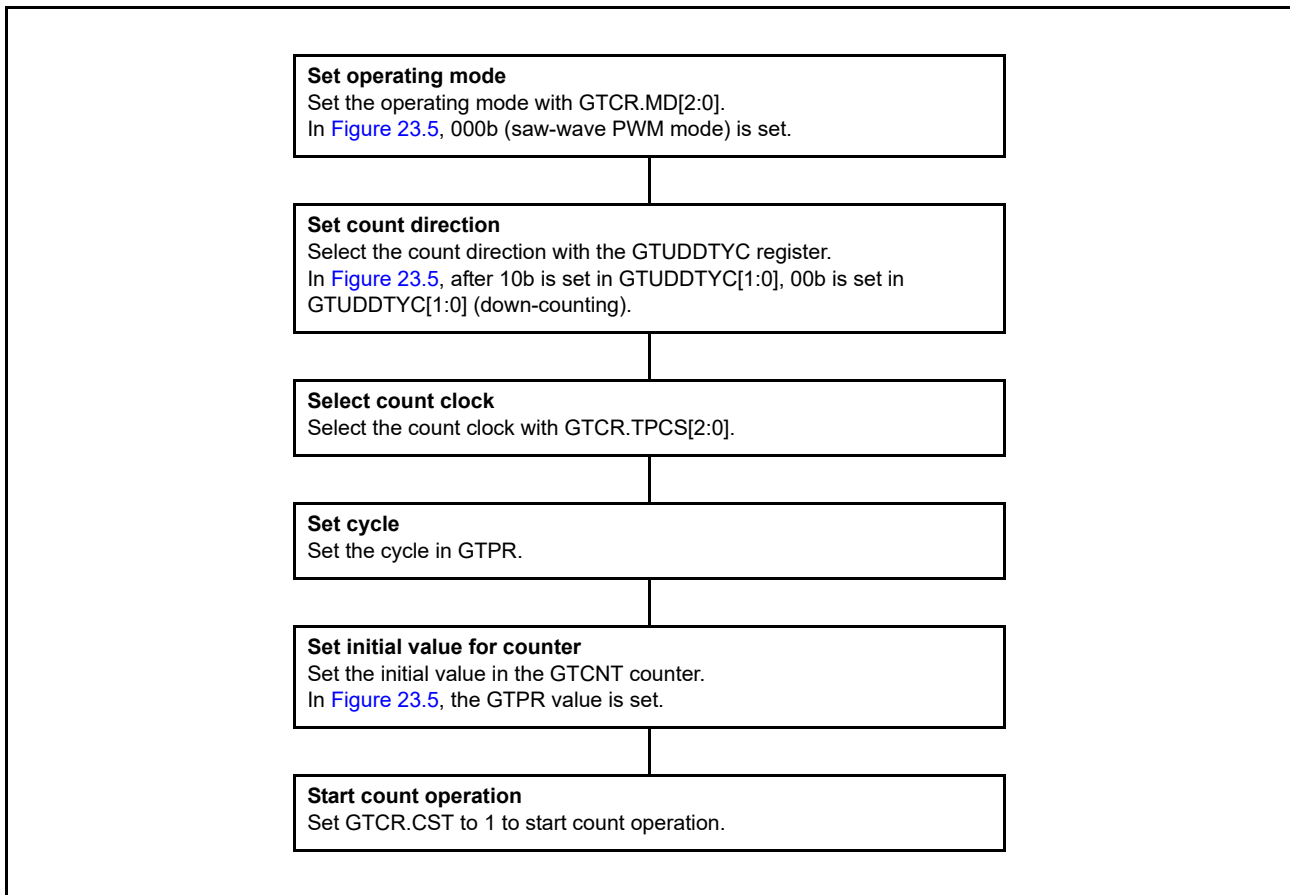 Set operating mode
Set the operating mode with GTCR.MD[2:0].
In Figure 23.5, 000b (saw-wave PWM mode) is set.
Set count direction
Select the count direction with the GTUDDTYC register.
In Figure 23.5, after 10b is set in GTUDDTYC[1:0], 00b is set in
GTUDDTYC[1:0] (down-counting).
Select count clock
Select the count clock with GTCR.TPCS[2:0].
Set cycle
Set the cycle in GTPR.
Set initial value for counter
Set the initial value in the GTCNT counter.
In Figure 23.5, the GTPR value is set.
Start count operation
Set GTCR.CST to 1 to start count operation.